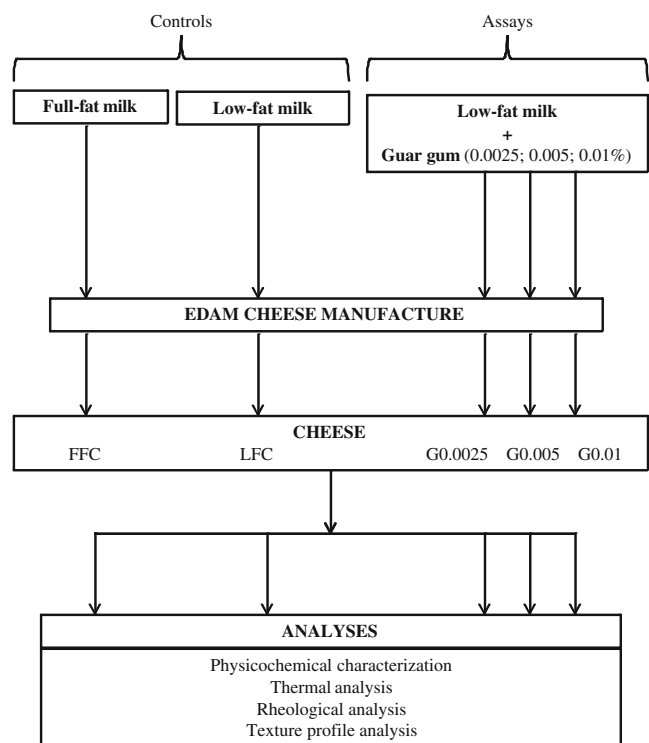 Controls
Assays
Full-fat milk
Low-fat milk
Low-fat milk
+
Guar gum (0.0025; 0.005; 0.01%)
EDAM CHEESE MANUFACTURE
CHEESE
FFC LFC G0.0025 G0.005 G0.01
ANALYSES
Physicochemical characterization
Thermal analysis
Rheological analysis
Texture profile analysis